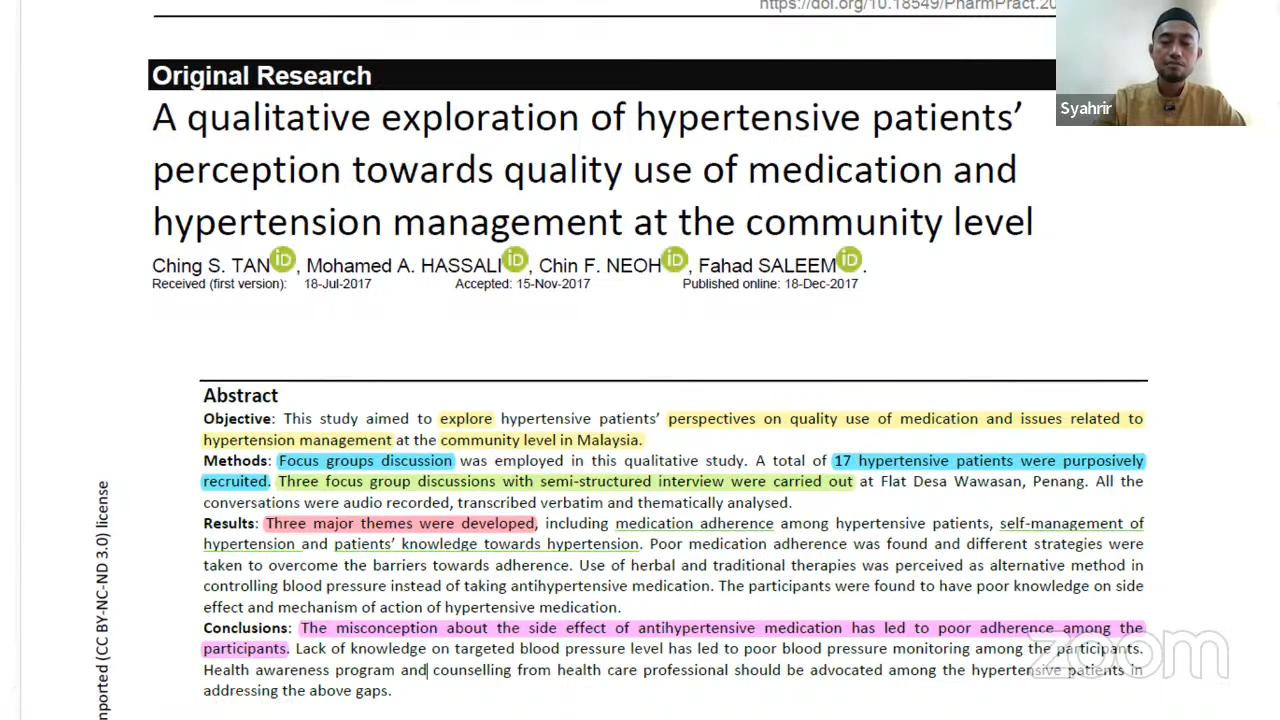 https://doi.org/10.18549/PharmPract.20
Original Research
A qualitative exploration of hypertensive patients’
perception towards quality use of medication and
hypertension management at the community level
Ching S. TAN iD, Mohamed A. HASSALI iD, Chin F. NEOH iD, Fahad SALEEM iD.
Received (first version): 18-Jul-2017 Accepted: 15-Nov-2017 Published online: 18-Dec-2017
Abstract
Objective: This study aimed to explore hypertensive patients’ perspectives on quality use of medication and issues related to
hypertension management at the community level in Malaysia.
Methods: Focus groups discussion was employed in this qualitative study. A total of 17 hypertensive patients were purposively
recruited. Three focus group discussions with semi-structured interview were carried out at Flat Desa Wawasan, Penang. All the
conversations were audio recorded, transcribed verbatim and thematically analysed.
Results: Three major themes were developed, including medication adherence among hypertensive patients, self-management of
hypertension and patients’ knowledge towards hypertension. Poor medication adherence was found and different strategies were
taken to overcome the barriers towards adherence. Use of herbal and traditional therapies was perceived as alternative method in
controlling blood pressure instead of taking antihypertensive medication. The participants were found to have poor knowledge on side
effect and mechanism of action of hypertensive medication.
Conclusions: The misconception about the side effect of antihypertensive medication has led to poor adherence among the
participants. Lack of knowledge on targeted blood pressure level has led to poor blood pressure monitoring among the participants.
Health awareness program and counselling from health care professional should be advocated among the hypertensive patients in
addressing the above gaps.
nported (CC BY-NC-ND 3.0) license
Syahrir
zoom